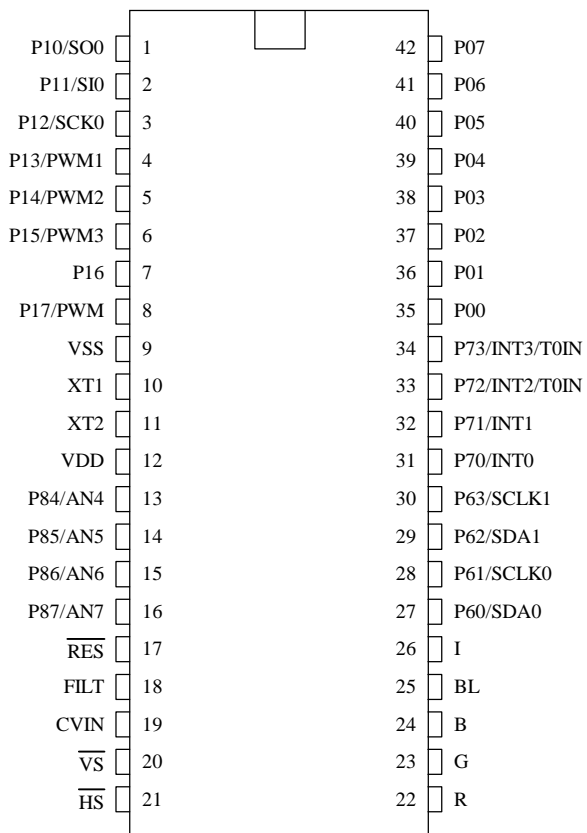 P10/SO0 1 42 P07
P11/SI0 2 41 P06
P12/SCK0 3 40 P05
P13/PWM1 4 39 P04
P14/PWM2 5 38 P03
P15/PWM3 6 37 P02
P16 7 36 P01
P17/PWM 8 35 P00
VSS 9 34 P73/INT3/T0IN
XT1 10 33 P72/INT2/T0IN
XT2 11 32 P71/INT1
VDD 12 31 P70/INT0
P84/AN4 13 30 P63/SCLK1
P85/AN5 14 29 P62/SDA1
P86/AN6 15 28 P61/SCLK0
P87/AN7 16 27 P60/SDA0
R̅E̅S̅ 17 26 I
FILT 18 25 BL
CVIN 19 24 B
V̅S̅ 20 23 G
H̅S̅ 21 22 R